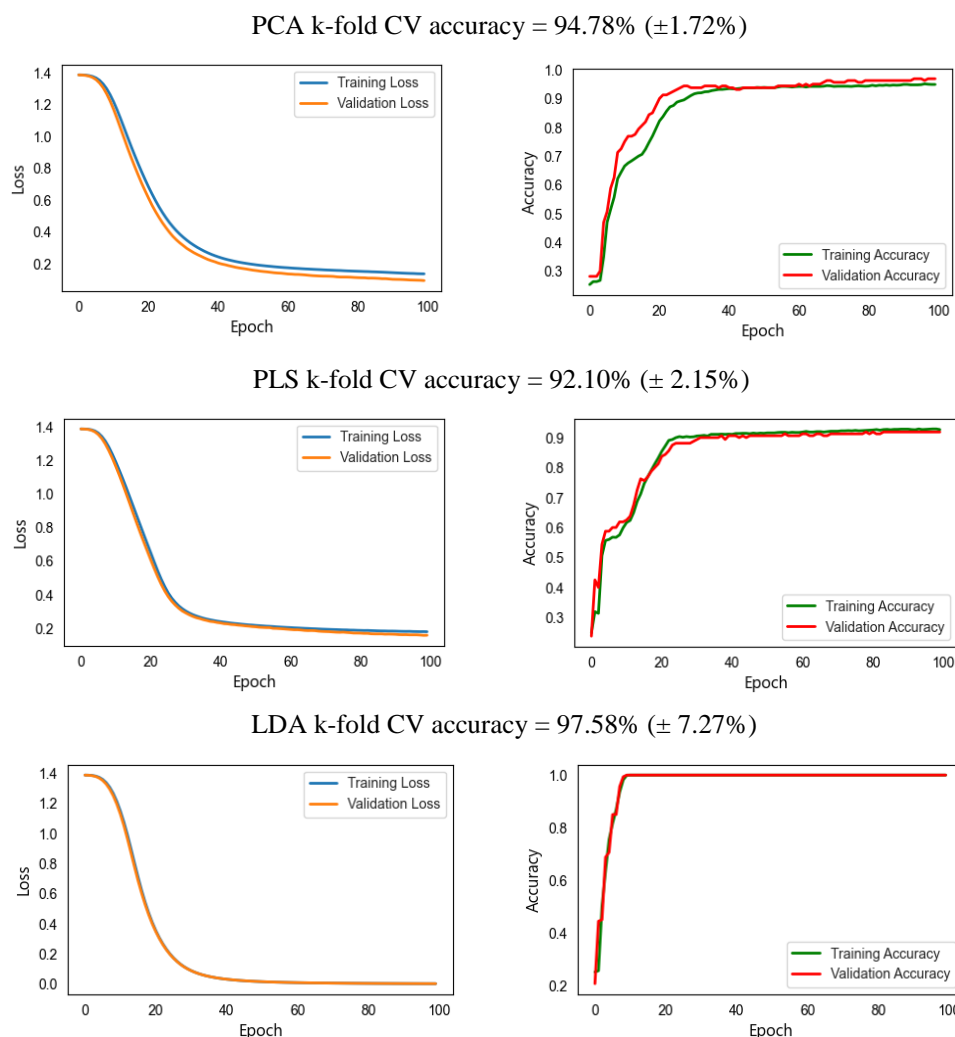 PCA k-fold CV accuracy = 94.78% (±1.72%)
1.4
1.2
1.0
0.8
0.6
0.4
0.2
Loss
Training Loss
Validation Loss
0 20 40 60 80 100
Epoch
1.0
0.9
0.8
0.7
0.6
0.5
0.4
0.3
Accuracy
Training Accuracy
Validation Accuracy
0 20 40 60 80 100
Epoch
PLS k-fold CV accuracy = 92.10% (± 2.15%)
1.4
1.2
1.0
0.8
0.6
0.4
0.2
Loss
Training Loss
Validation Loss
0 20 40 60 80 100
Epoch
0.9
0.8
0.7
0.6
0.5
0.4
0.3
Accuracy
Training Accuracy
Validation Accuracy
0 20 40 60 80 100
Epoch
LDA k-fold CV accuracy = 97.58% (± 7.27%)
1.4
1.2
1.0
0.8
0.6
0.4
0.2
0.0
Loss
Training Loss
Validation Loss
0 20 40 60 80 100
Epoch
1.0
0.8
0.6
0.4
0.2
Accuracy
Training Accuracy
Validation Accuracy
0 20 40 60 80 100
Epoch